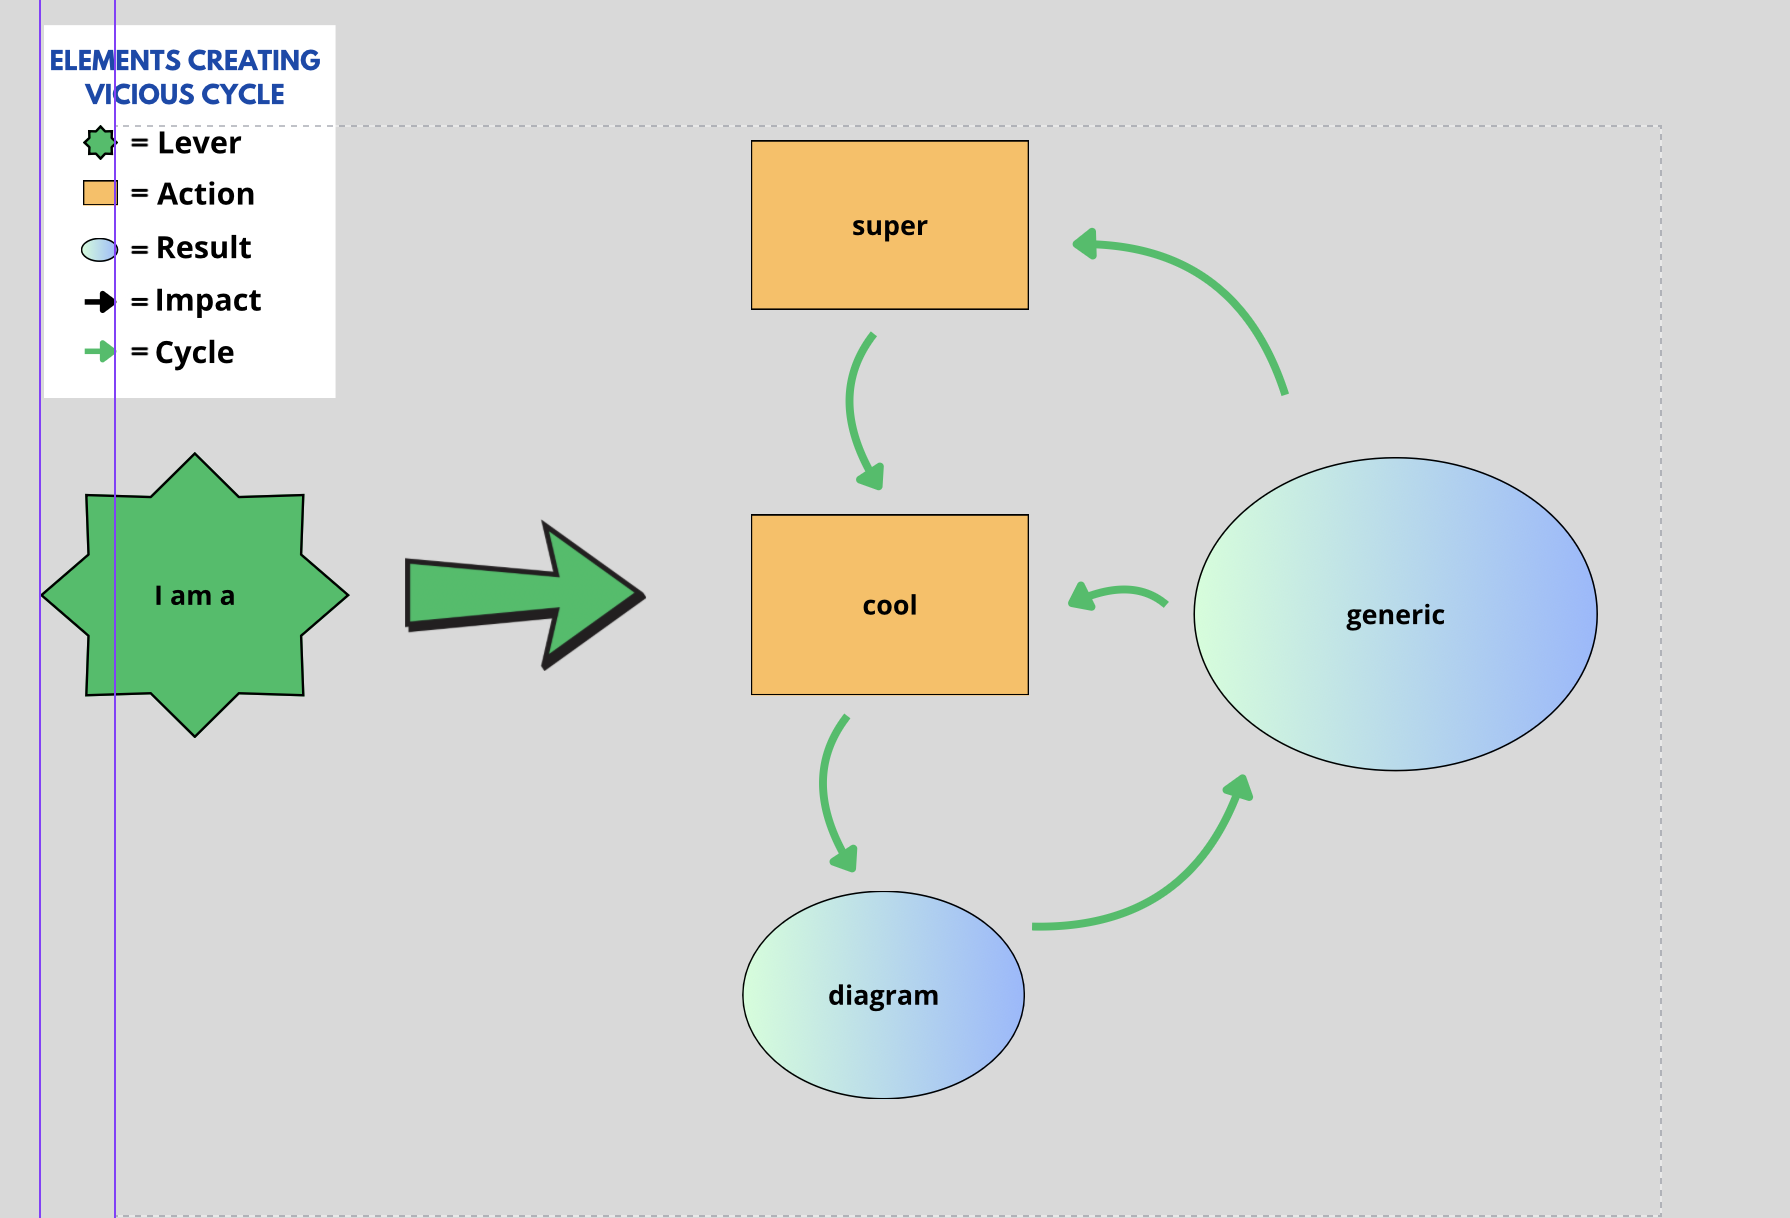 ELEMENTS CREATING
VICIOUS CYCLE
= Lever
= Action
= Result
= Impact
= Cycle
super
I am a
cool
generic
diagram